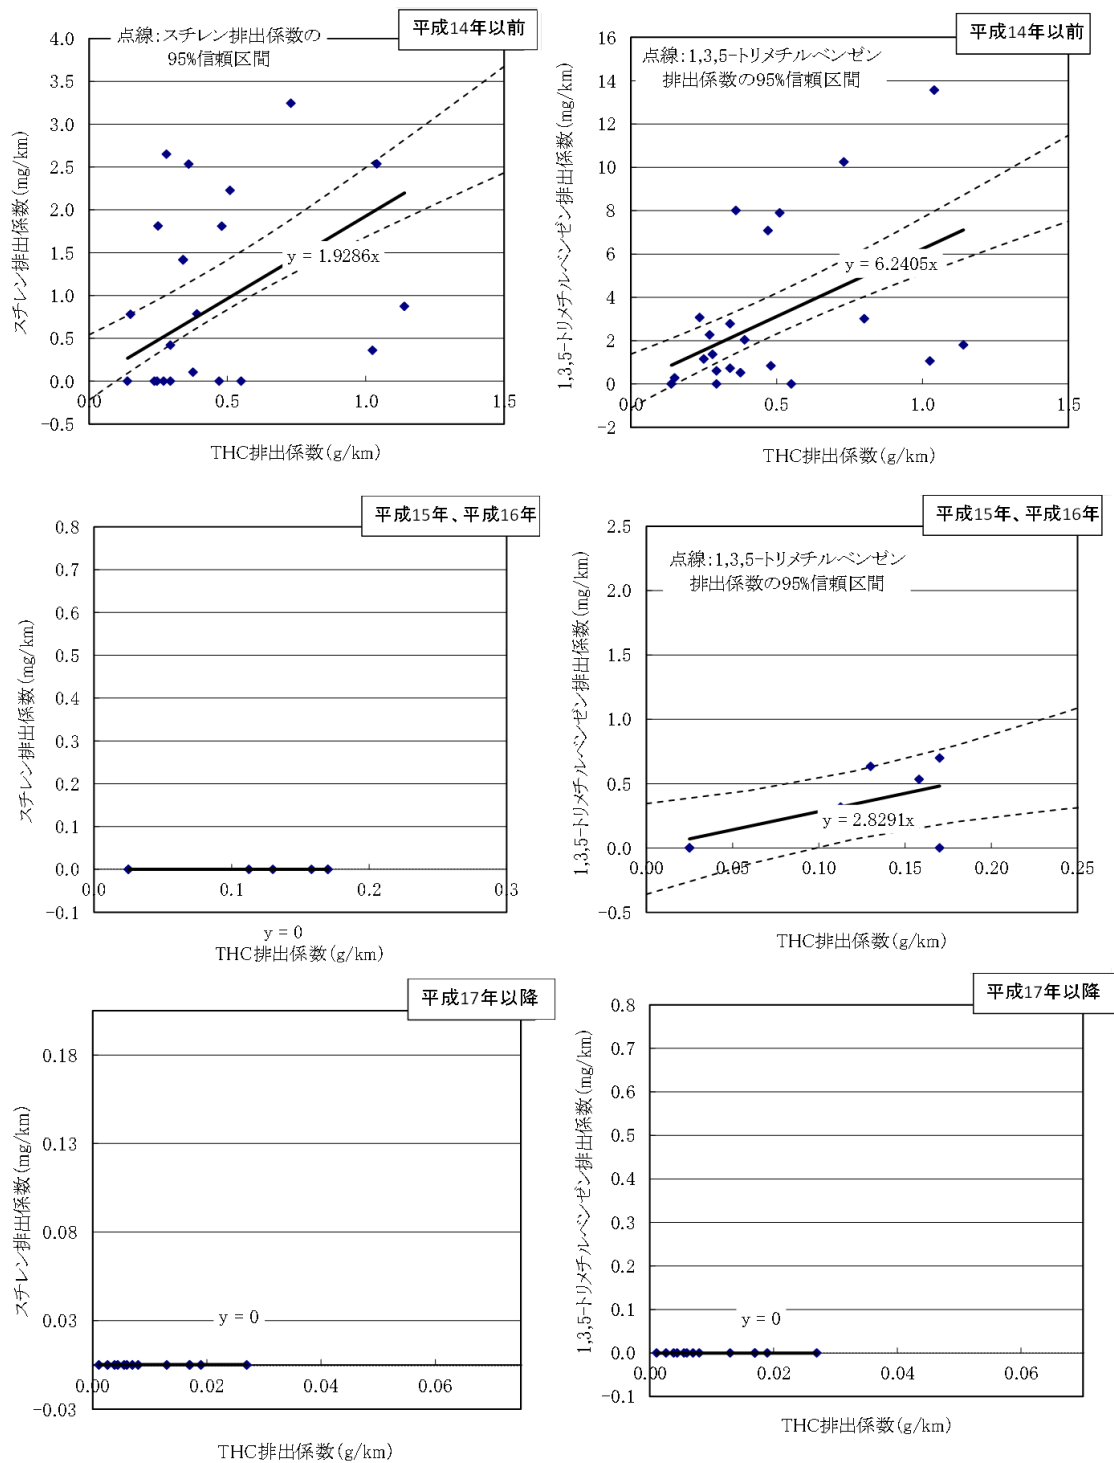 平成14年以前
点線:スチレン排出係数の
95%信頼区間
スチレン排出係数(mg/km)
4.0
3.5
3.0
2.5
2.0
1.5
1.0
0.5
0.0
-0.5
y = 1.9286x
0.0 0.5 1.0 1.5
THC排出係数(g/km)
平成14年以前
点線:1,3,5-トリメチルベンゼン
排出係数の95%信頼区間
1,3,5-トリメチルベンゼン排出係数(mg/km)
16
14
12
10
8
6
4
2
0
-2
y = 6.2405x
0.0 0.5 1.0 1.5
THC排出係数(g/km)
平成15年、平成16年
スチレン排出係数(mg/km)
0.8
0.7
0.6
0.5
0.4
0.3
0.2
0.1
0.0
-0.1
0.0 0.1 0.2 0.3
y = 0
THC排出係数(g/km)
平成15年、平成16年
点線:1,3,5-トリメチルベンゼン
排出係数の95%信頼区間
1,3,5-トリメチルベンゼン排出係数(mg/km)
2.5
2.0
1.5
1.0
0.5
0.0
-0.5
y = 2.8291x
0.00 0.05 0.10 0.15 0.20 0.25
THC排出係数(g/km)
平成17年以降
スチレン排出係数(mg/km)
0.18
0.13
0.08
0.03
-0.03
y = 0
0.00 0.02 0.04 0.06
THC排出係数(g/km)
平成17年以降
1,3,5-トリメチルベンゼン排出係数(mg/km)
0.8
0.7
0.6
0.5
0.4
0.3
0.2
0.1
0.0
-0.1
y = 0
0.00 0.02 0.04 0.06
THC排出係数(g/km)